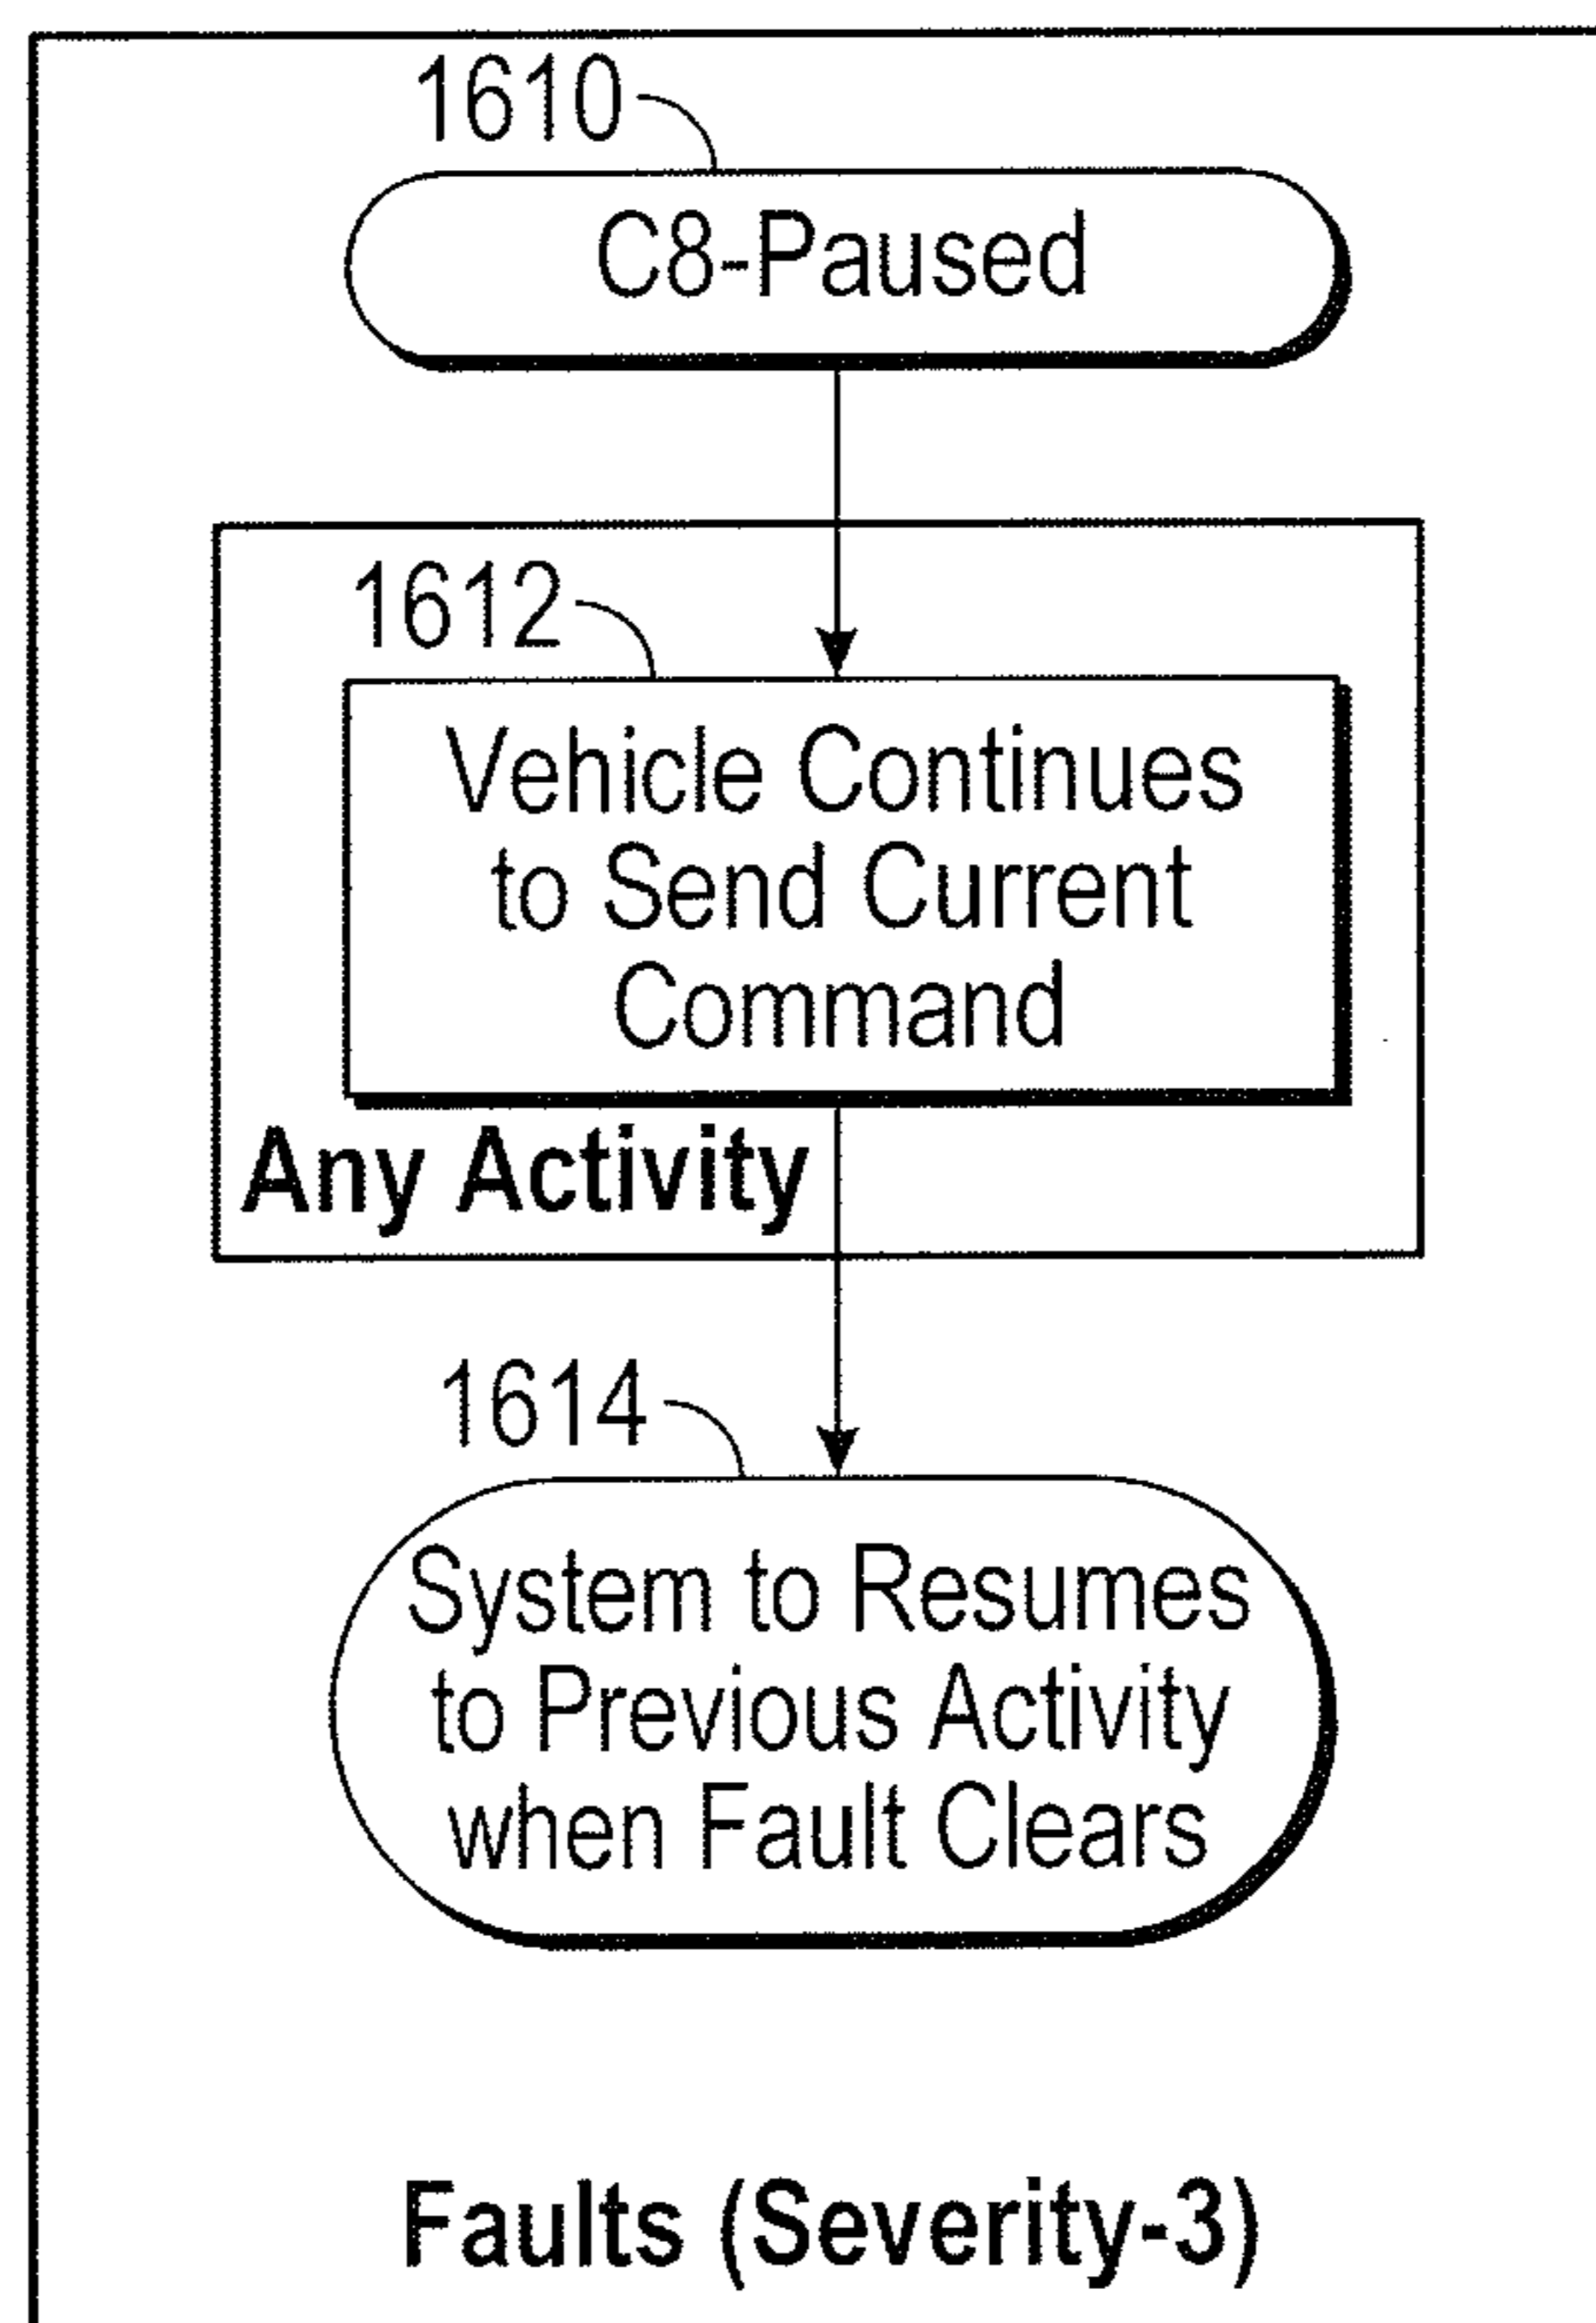 1610
C8-Paused
1612
Vehicle Continues
to Send Current
Command
Any Activity
1614
System to Resumes
to Previous Activity
when Fault Clears
Faults (Severity-3)